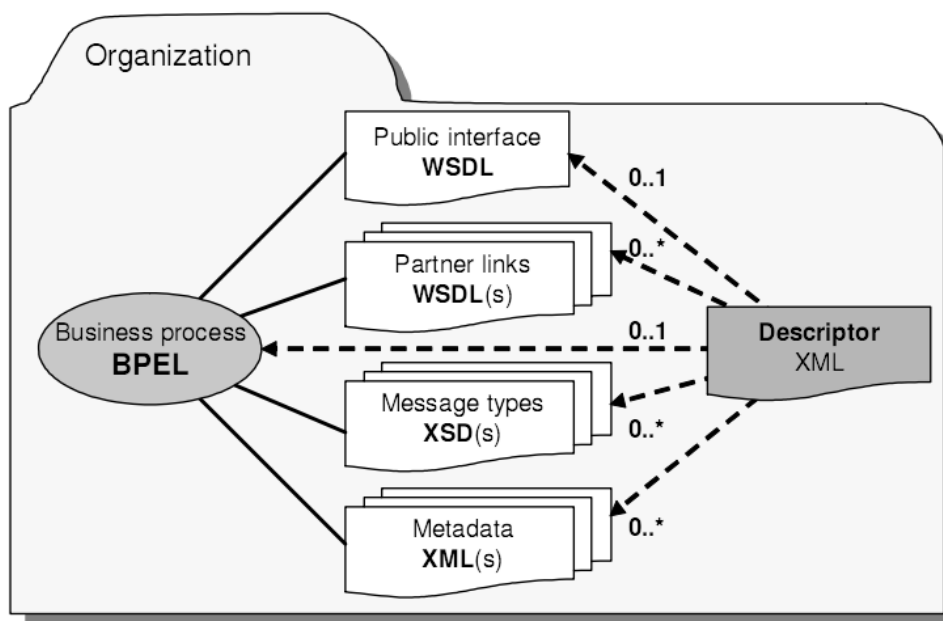 Organization
Public interface
WSDL
0..1
Partner links
WSDL(s)
0..*
Business process
BPEL
0..1
Descriptor
XML
Message types
XSD(s)
0..*
Metadata
XML(s)
0..*